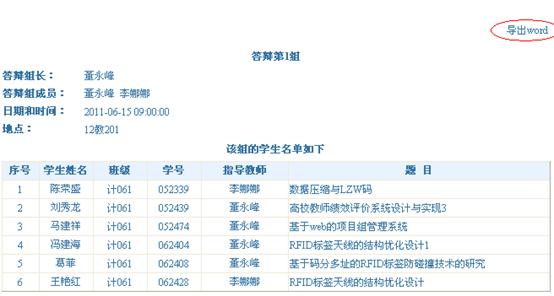 导出word
答辩第1组
答辩组长： 董永峰
答辩组成员： 董永峰 李娜娜
日期和时间： 2011-06-15 09:00:00
地点： 12教201
该组的学生名单如下
序号 学生姓名 班级 学号 指导教师 题 目
1 陈荣盛 计061 052339 李娜娜 数据压缩与LZW码
2 刘秀龙 计061 052439 董永峰 高校教师绩效评价系统设计与实现3
3 马建祥 计061 052474 董永峰 基于web的项目组管理系统
4 冯建海 计061 062404 董永峰 RFID标签天线的结构优化设计1
5 葛菲 计061 062408 董永峰 基于码分多址的RFID标签防碰撞技术的研究
6 王艳红 计061 062428 李娜娜 RFID标签天线的结构优化设计